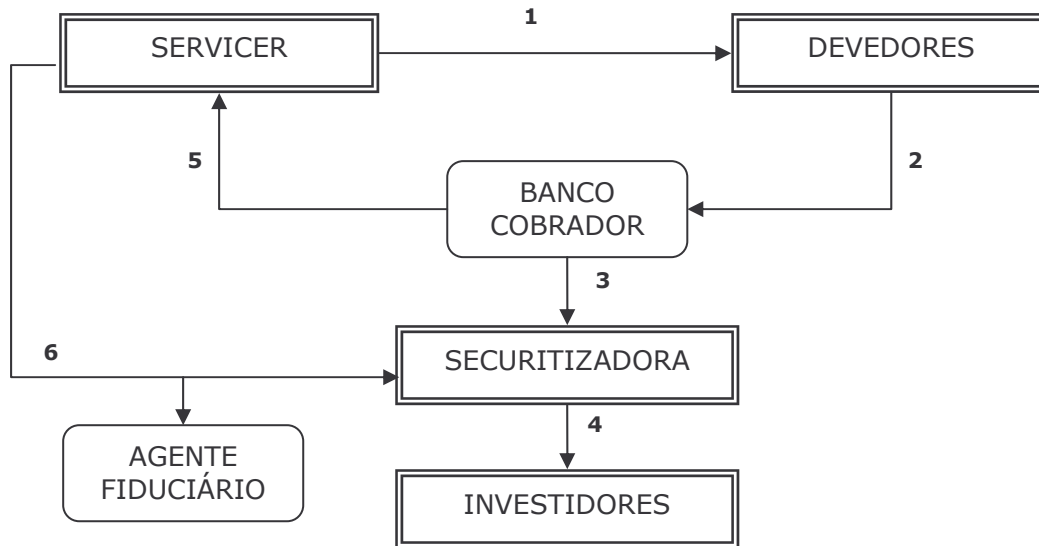 1
SERVICER
DEVEDORES
5
2
BANCO
COBRADOR
3
6
SECURITIZADORA
4
AGENTE
FIDUCIÁRIO
INVESTIDORES